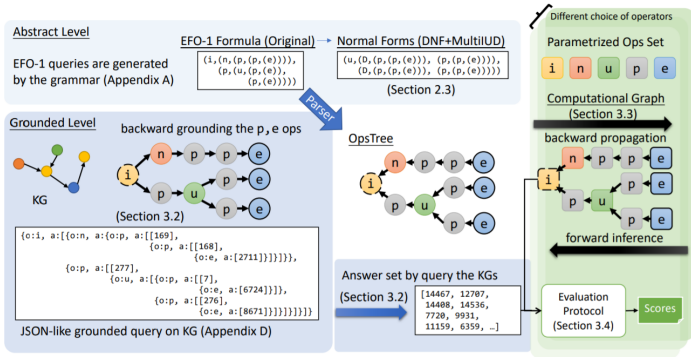 Abstract Level
EFO-1 queries are generated
by the grammar (Appendix A)
EFO-1 Formula (Original)
(i,(n,(p,(p,(e)))),
(p,(u,(p,(e)),
(p,(e)))))
Normal Forms (DNF+MultiIUD)
(u,(D,(p,(p,(e))), (p,(p,(e)))),
(D,(p,(p,(e))), (p,(p,(e)))))
(Section 2.3)
Parser
Grounded Level
backward grounding the p,e ops
KG
i
n
p
p
e
p
u
p
e
p
e
(Section 3.2)
{o:i, a:[{o:n, a:{o:p, a:[[169],
{o:p, a:[[168],
{o:e, a:[2711]}]}]}},
{o:p, a:[[277],
{o:u, a:[{o:p, a:[[7],
{o:e, a:[6724]}]},
{o:p, a:[[276],
{o:e, a:[8671]}]}]}]}]}
JSON-like grounded query on KG (Appendix D)
OpsTree
i
n
p
p
e
p
u
p
e
p
e
Answer set by query the KGs
(Section 3.2)
[14467, 12707,
14408, 14536,
7720, 9931,
11159, 6359, …]
Different choice of operators
Parametrized Ops Set
i
n
u
p
e
Computational Graph
(Section 3.3)
backward propagation
i
n
p
p
e
p
u
p
e
p
e
forward inference
Evaluation
Protocol
(Section 3.4)
Scores